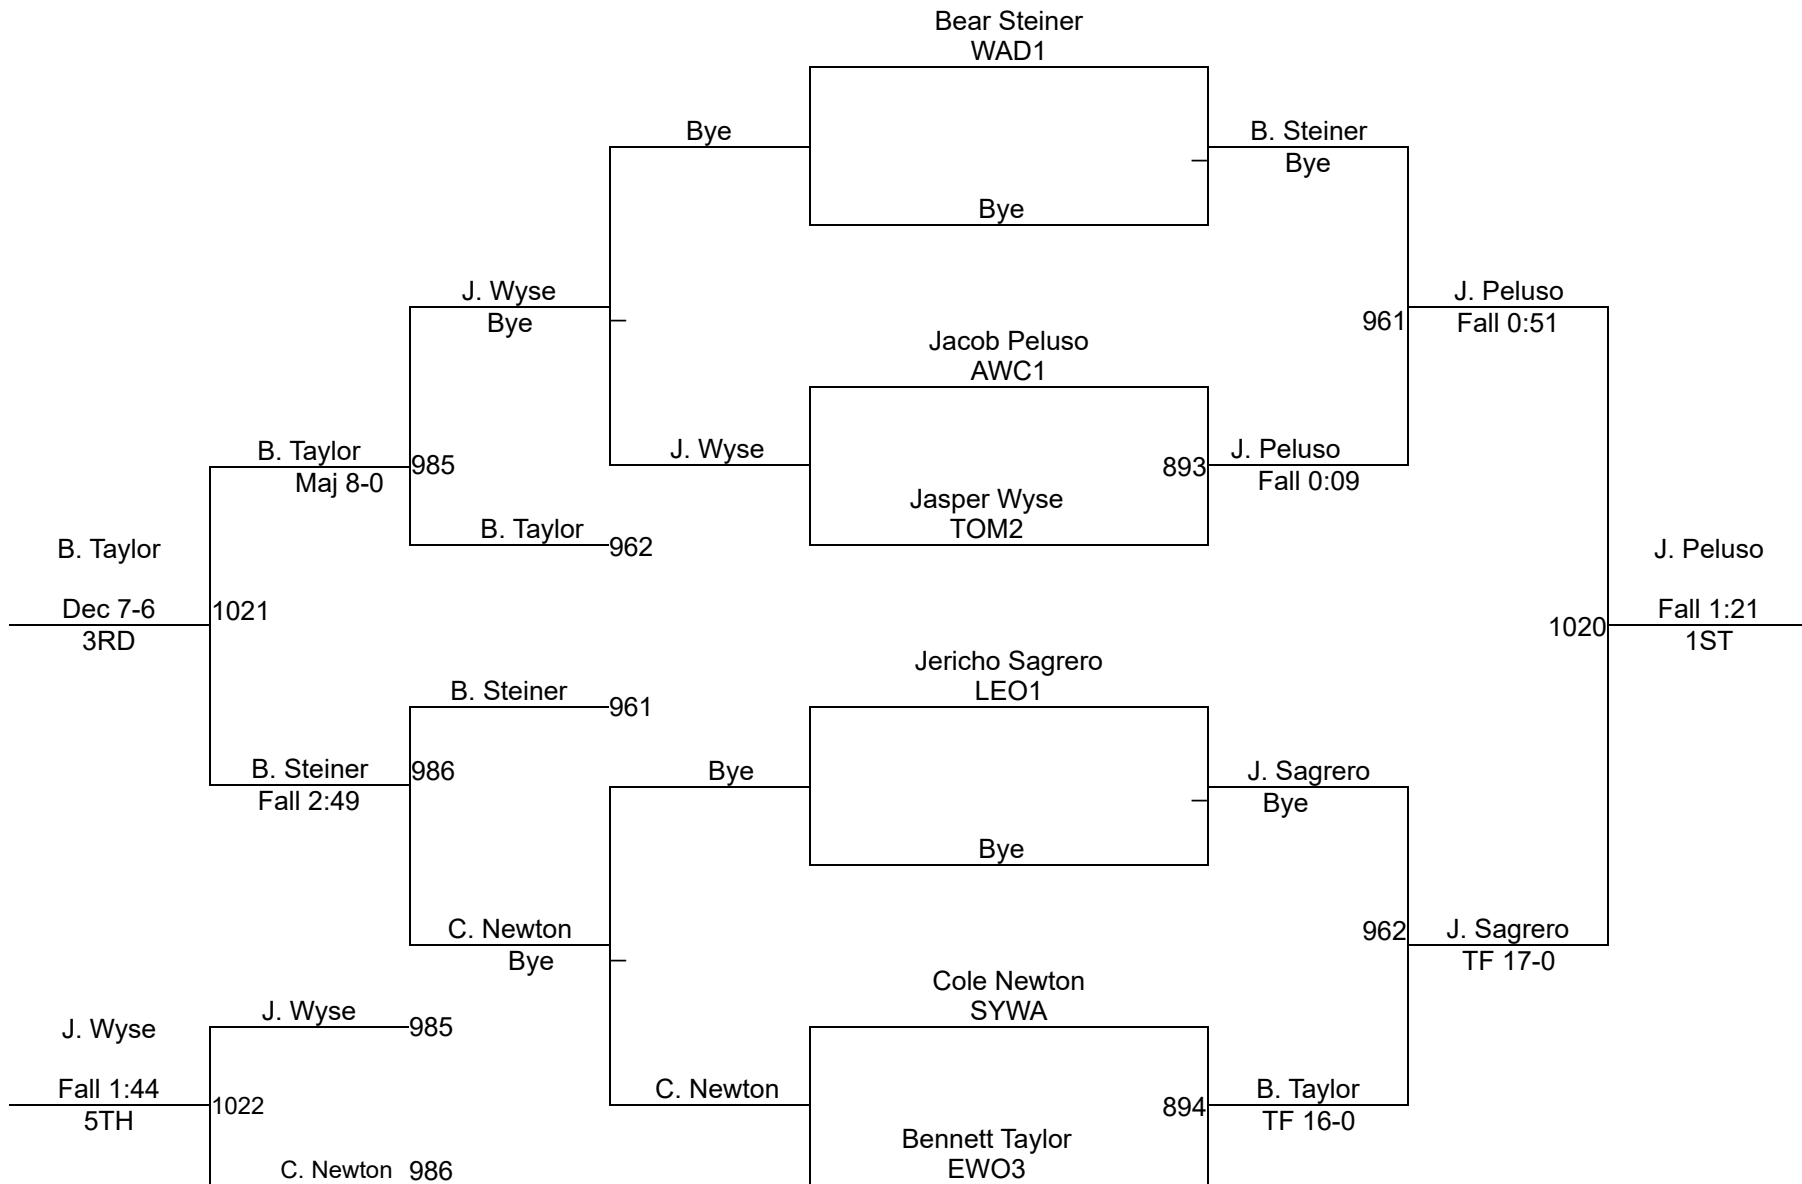 Bear Steiner
WAD1
Bye
B. Steiner
Bye
Bye
J. Wyse
Bye
J. Peluso
Fall 0:51
961
Jacob Peluso
AWC1
B. Taylor
Maj 8-0
985
J. Wyse
893
J. Peluso
Fall 0:09
Jasper Wyse
TOM2
B. Taylor
962
B. Taylor
Dec 7-6
3RD
1021
J. Peluso
Fall 1:21
1ST
1020
Jericho Sagrero
LEO1
B. Steiner
961
B. Steiner
Fall 2:49
986
Bye
J. Sagrero
Bye
Bye
C. Newton
Bye
962
J. Sagrero
TF 17-0
Cole Newton
SYWA
J. Wyse
985
J. Wyse
Fall 1:44
5TH
1022
C. Newton
894
B. Taylor
TF 16-0
Bennett Taylor
EWO3
C. Newton 986